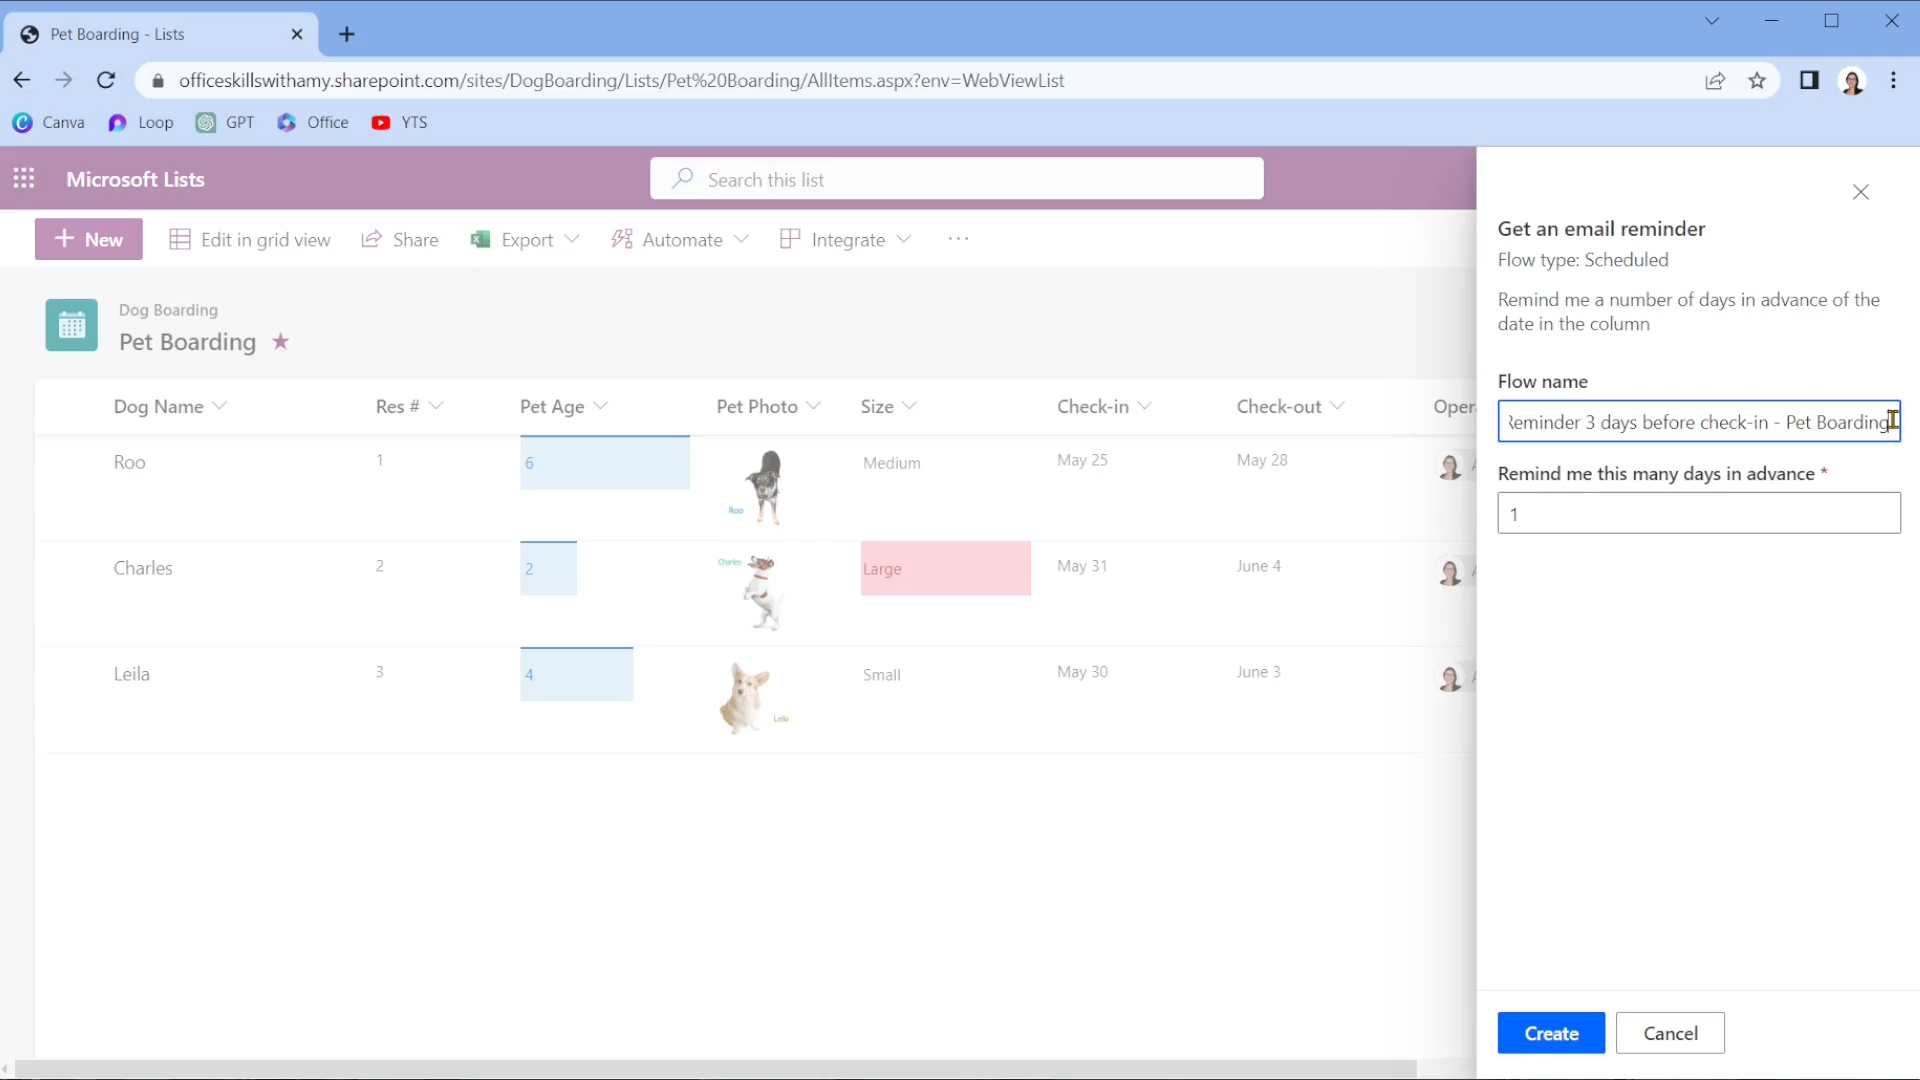 Pet Boarding - Lists
officeskillswithamy.sharepoint.com/sites/DogBoarding/Lists/Pet%20Boarding/AllItems.aspx?env=WebViewList
Canva Loop GPT Office YTS
Microsoft Lists
Search this list
New
Edit in grid view
Share
Export
Automate
Integrate
Dog Boarding
Pet Boarding
Dog Name Res # Pet Age Pet Photo Size Check-in Check-out Oper
Roo 1 6 Roo Medium May 25 May 28
Charles 2 2 Charles Large May 31 June 4
Leila 3 4 Leila Small May 30 June 3
Get an email reminder
Flow type: Scheduled
Remind me a number of days in advance of the
date in the column
Flow name
Reminder 3 days before check-in - Pet Boarding
Remind me this many days in advance *
1
Create
Cancel